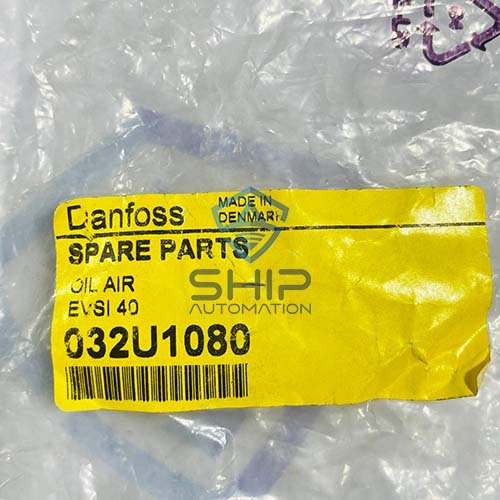 Danfoss
MADE IN
DENMARK
SPARE PARTS
OIL AIR
EVSI 40
032U1080
SHIP
AUTOMATION